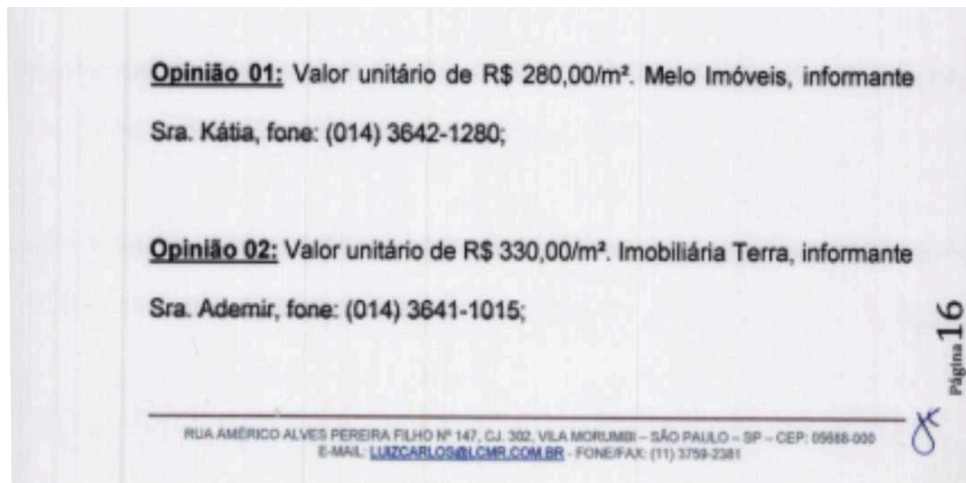 Opinião 01: Valor unitário de R$ 280,00/m². Melo Imóveis, informante
Sra. Kátia, fone: (014) 3642-1280;
Opinião 02: Valor unitário de R$ 330,00/m². Imobiliária Terra, informante
Sra. Ademir, fone: (014) 3641-1015;
Página 16
RUA AMÉRICO ALVES PEREIRA FILHO Nº 147, CJ. 302, VILA MORUMBI – SÃO PAULO – SP – CEP: 05688-000
E-MAIL: LUIZCARLOS@LCMR.COM.BR - FONE/FAX: (11) 3759-2381